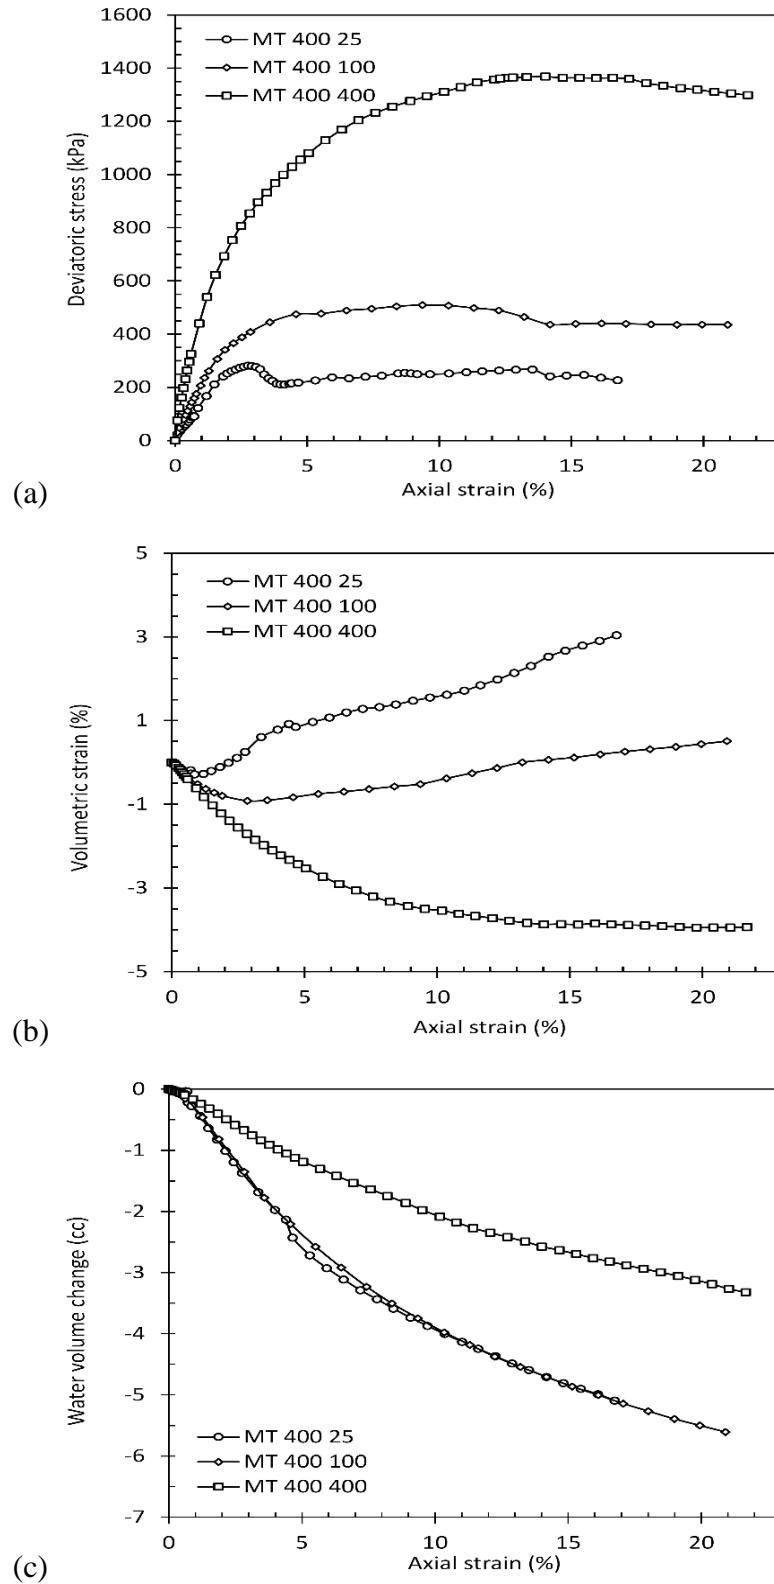 1600
MT 400 25
1400
MT 400 100
MT 400 400
1200
1000
800
600
400
200
0
0 5 10 15 20
Deviatoric stress (kPa)
Axial strain (%)
(a)
5
MT 400 25
MT 400 100
3
MT 400 400
1
-1
-3
-5
0 5 10 15 20
Volumetric strain (%)
Axial strain (%)
(b)
0
-1
-2
-3
-4
-5
MT 400 25
MT 400 100
-6
MT 400 400
-7
0 5 10 15 20
Water volume change (cc)
Axial strain (%)
(c)